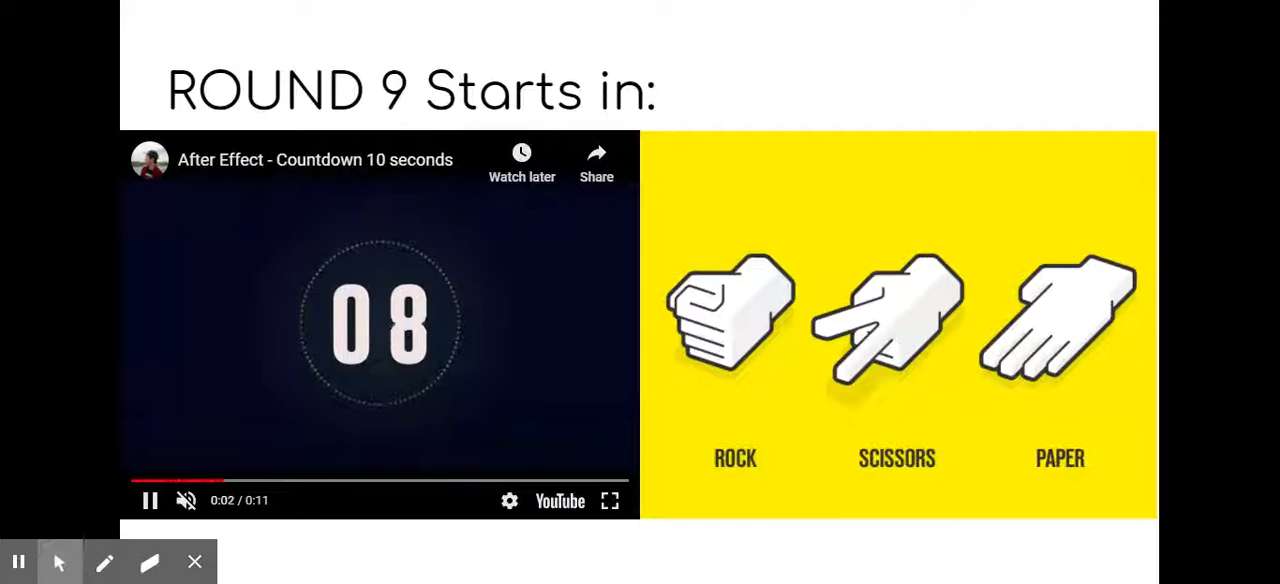 ROUND 9 Starts in:
After Effect - Countdown 10 seconds
Watch later
Share
08
0:02 / 0:11
YouTube
ROCK
SCISSORS
PAPER